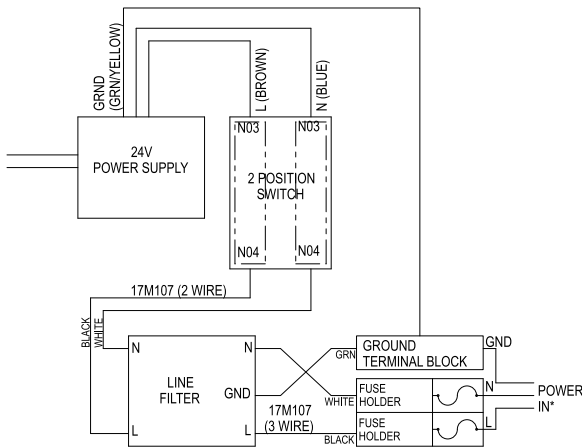 GRND
(GRN/YELLOW)
L (BROWN)
N (BLUE)
24V
POWER SUPPLY
N03
N03
2 POSITION
SWITCH
N04
N04
17M107 (2 WIRE)
BLACK
WHITE
N
N
LINE
FILTER
GND
L
L
GRN
GROUND
TERMINAL BLOCK
GND
17M107
(3 WIRE)
WHITE
FUSE
HOLDER
N
POWER
IN*
BLACK
FUSE
HOLDER
L